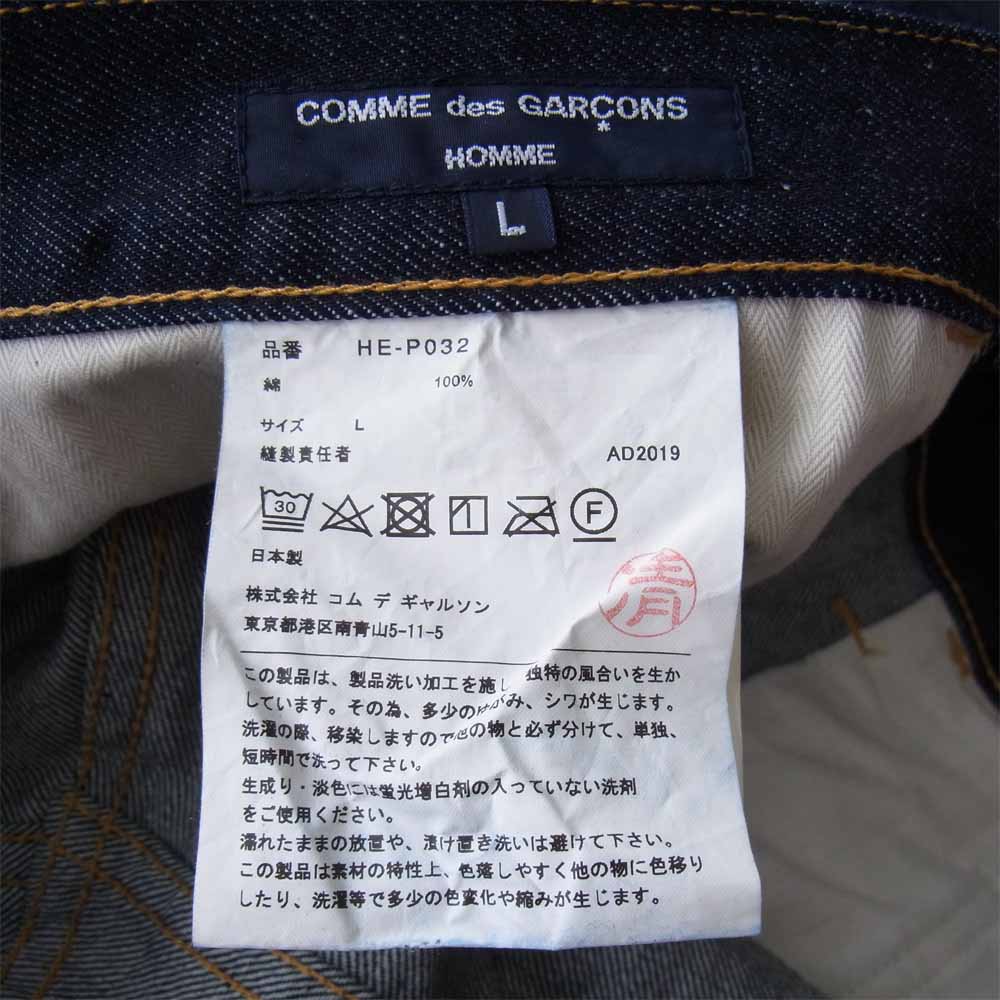 COMME des GARÇONS
HOMME
L
品番 HE-P032
綿 100%
サイズ L
縫製責任者 AD2019
30
F
日本製
清
株式会社 コム デ ギャルソン
東京都港区南青山5-11-5
この製品は、製品洗い加工を施し 独特の風合いを生か
しています。その為、多少のゆがみ、シワが生じます。
洗濯の際、移染しますので他の物と必ず分けて、単独、
短時間で洗って下さい。
生成り・淡色には蛍光増白剤の入っていない洗剤
をご使用ください。
濡れたままの放置や、漬け置き洗いは避けて下さい。
この製品は素材の特性上、色落しやすく他の物に色移り
したり、洗濯等で多少の色変化や縮みが生じます。